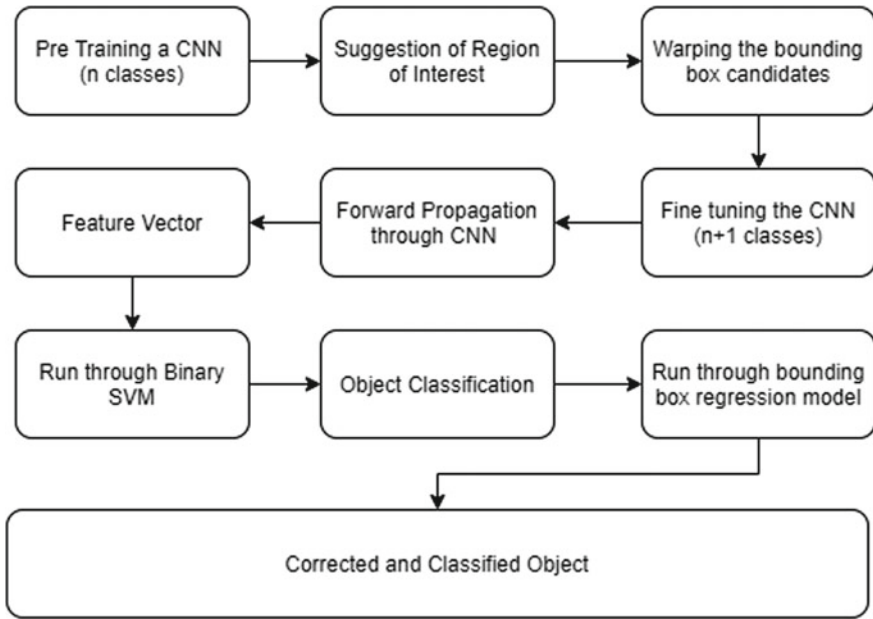 Pre Training a CNN
(n classes)
Suggestion of Region
of Interest
Warping the bounding
box candidates
Fine tuning the CNN
(n+1 classes)
Forward Propagation
through CNN
Feature Vector
Run through Binary
SVM
Object Classification
Run through bounding
box regression model
Corrected and Classified Object